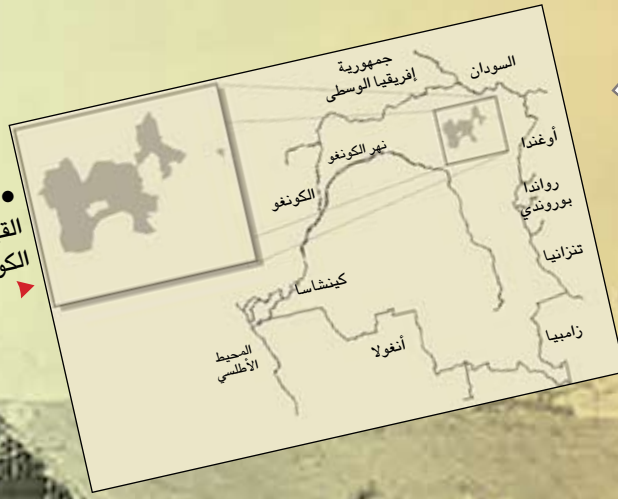 جمهورية
إفريقيا الوسطى
السودان
أوغندا
نهر الكونغو
الكونغو
رواندا
بوروندي
تنزانيا
كينشاسا
زامبيا
أنغولا
المحيط
الأطلسي
•